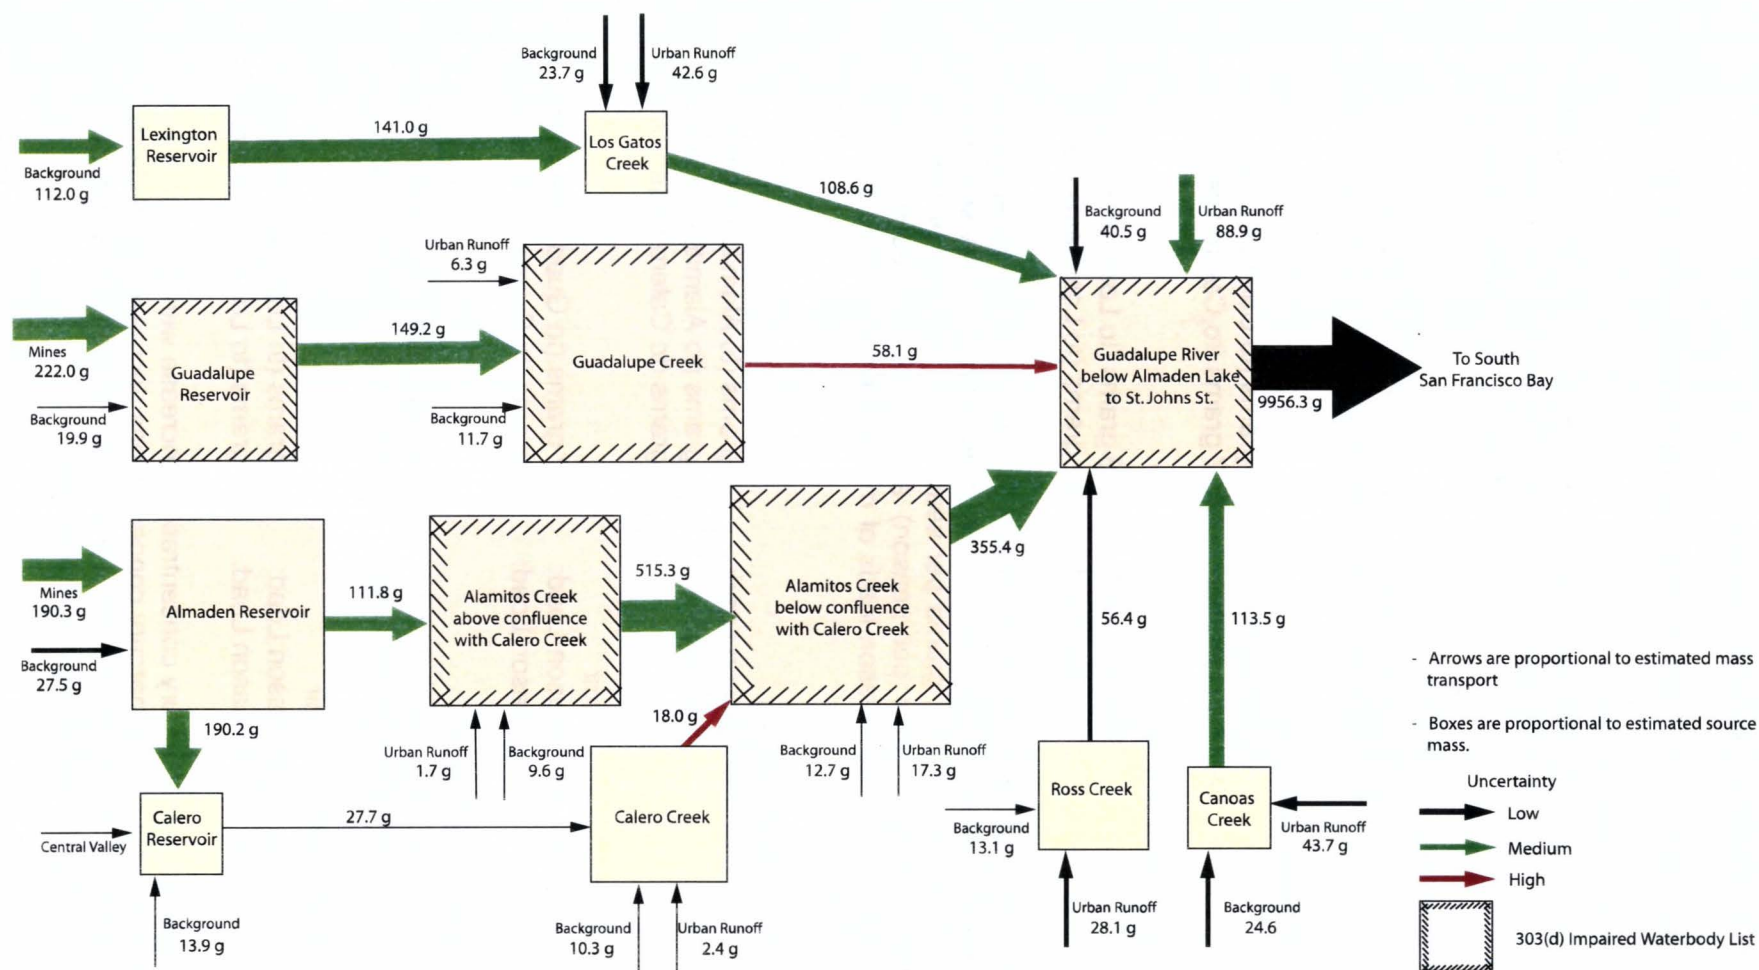 Background
23.7 g
Urban Runoff
42.6 g
Lexington
Reservoir
141.0 g
Los Gatos
Creek
Background
112.0 g
108.6 g
Background
40.5 g
Urban Runoff
88.9 g
Urban Runoff
6.3 g
Mines
222.0 g
Guadalupe
Reservoir
149.2 g
Guadalupe Creek
58.1 g
Guadalupe River
below Almaden Lake
to St. Johns St.
9956.3 g
To South
San Francisco Bay
Background
19.9 g
Background
11.7 g
Mines
190.3 g
Almaden Reservoir
111.8 g
Alamitos Creek
above confluence
with Calero Creek
515.3 g
Alamitos Creek
below confluence
with Calero Creek
355.4 g
Background
27.5 g
190.2 g
Urban Runoff
1.7 g
Background
9.6 g
18.0 g
Background
12.7 g
Urban Runoff
17.3 g
56.4 g
113.5 g
Central Valley
Calero
Reservoir
27.7 g
Calero Creek
Background
13.9 g
Background
10.3 g
Urban Runoff
2.4 g
Ross Creek
Background
13.1 g
Urban Runoff
28.1 g
Canoas
Creek
Urban Runoff
43.7 g
Background
24.6
- Arrows are proportional to estimated mass
transport
- Boxes are proportional to estimated source
mass.
Uncertainty
Low
Medium
High
303(d) Impaired Waterbody List